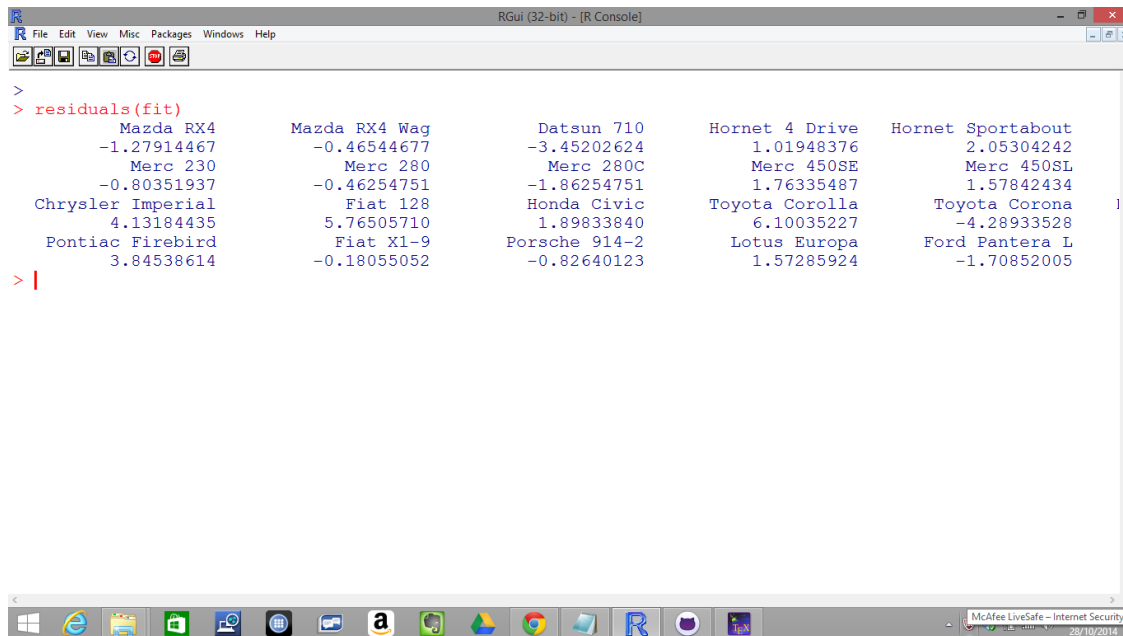 RGui (32-bit) - [R Console]
File Edit View Misc Packages Windows Help
STOP
>
> residuals(fit)
Mazda RX4 Mazda RX4 Wag Datsun 710 Hornet 4 Drive Hornet Sportabout
-1.27914467 -0.46544677 -3.45202624 1.01948376 2.05304242
Merc 230 Merc 280 Merc 280C Merc 450SE Merc 450SL
-0.80351937 -0.46254751 -1.86254751 1.76335487 1.57842434
Chrysler Imperial Fiat 128 Honda Civic Toyota Corolla Toyota Corona
4.13184435 5.76505710 1.89833840 6.10035227 -4.28933528
Pontiac Firebird Fiat X1-9 Porsche 914-2 Lotus Europa Ford Pantera L
3.84538614 -0.18055052 -0.82640123 1.57285924 -1.70852005
>
a
R
TEX
McAfee LiveSafe – Internet Security
28/10/2014